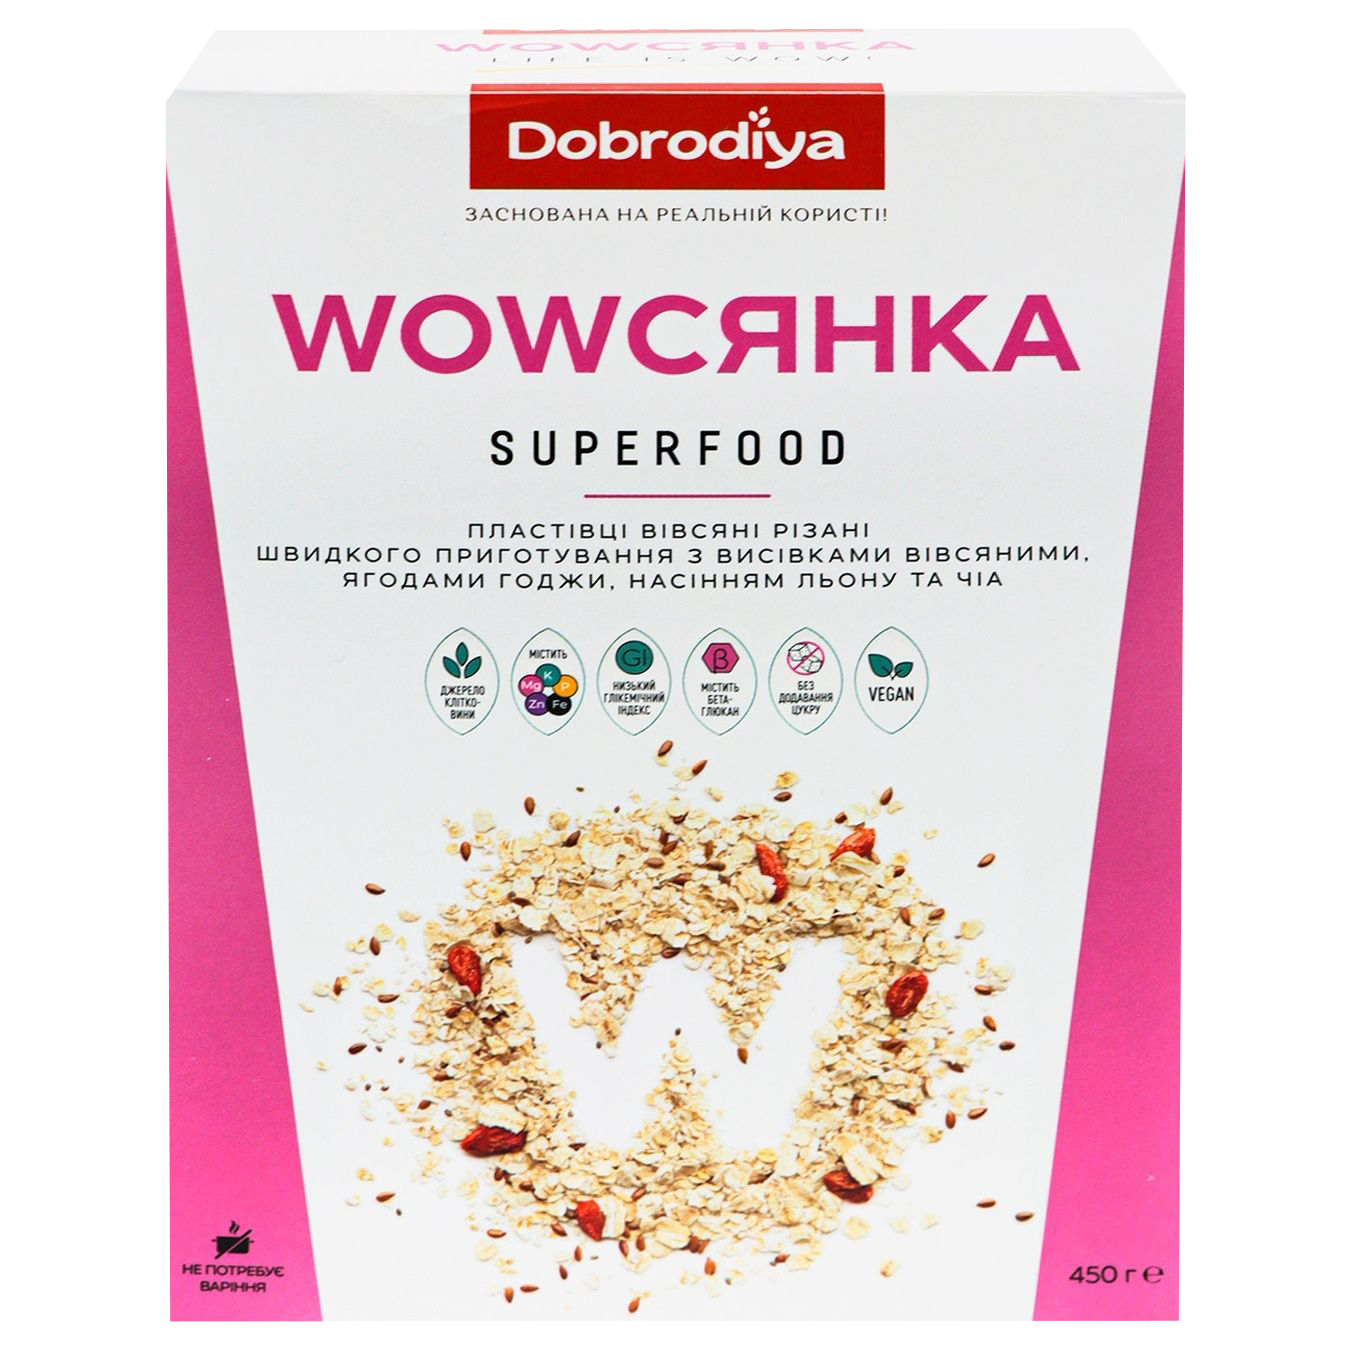 WOWCЯНКА
LIFE IS WOW!
Dobrodiya
ЗАСНОВАНА НА РЕАЛЬНІЙ КОРИСТІ!
WOWCЯНКА
SUPERFOOD
ПЛАСТІВЦІ ВІВСЯНІ РІЗАНІ
ШВИДКОГО ПРИГОТУВАННЯ З ВИСІВКАМИ ВІВСЯНИМИ,
ЯГОДАМИ ГОДЖИ, НАСІННЯМ ЛЬОНУ ТА ЧІА
ДЖЕРЕЛО
КЛІТКО-
ВИНИ
МІСТИТЬ
K
Mg P
Zn Fe
GI
НИЗЬКИЙ
ГЛІКЕМІЧНИЙ
ІНДЕКС
β
МІСТИТЬ
БЕТА-
ГЛЮКАН
БЕЗ
ДОДАВАННЯ
ЦУКРУ
VEGAN
W
НЕ ПОТРЕБУЄ
ВАРІННЯ
450 г ℮